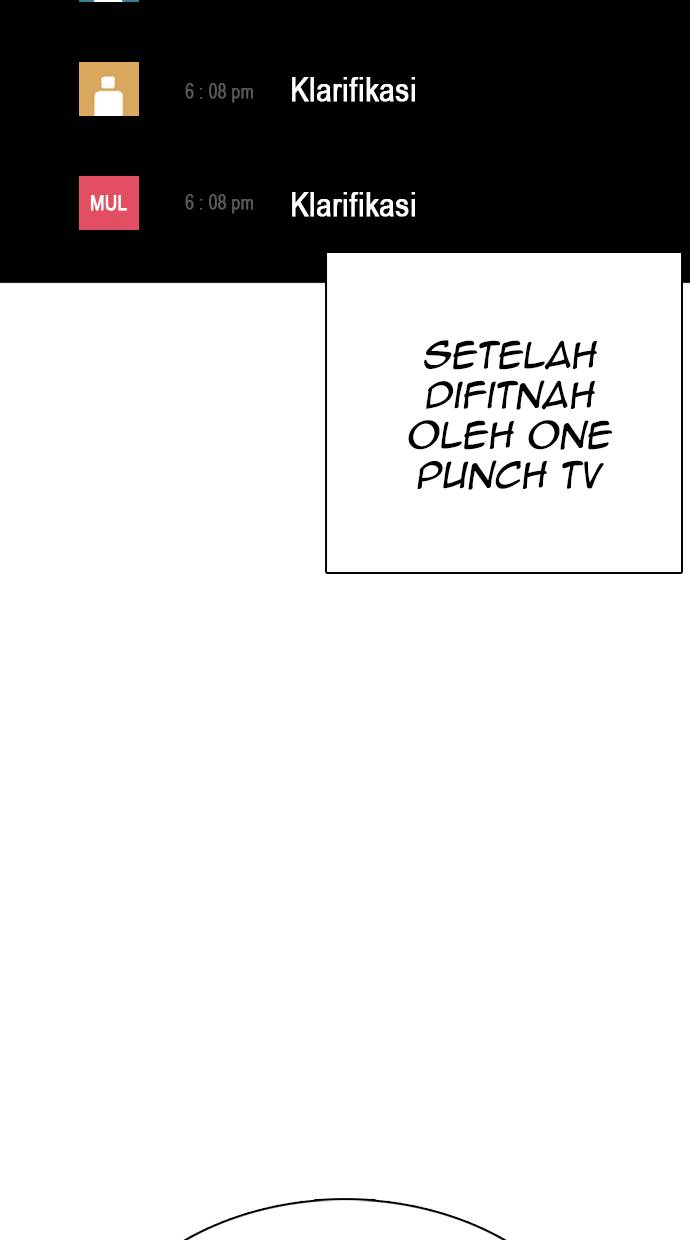 6 : 08 pm Klarifikasi
MUL 6 : 08 pm Klarifikasi
SETELAH
DIFITNAH
OLEH ONE
PUNCH TV